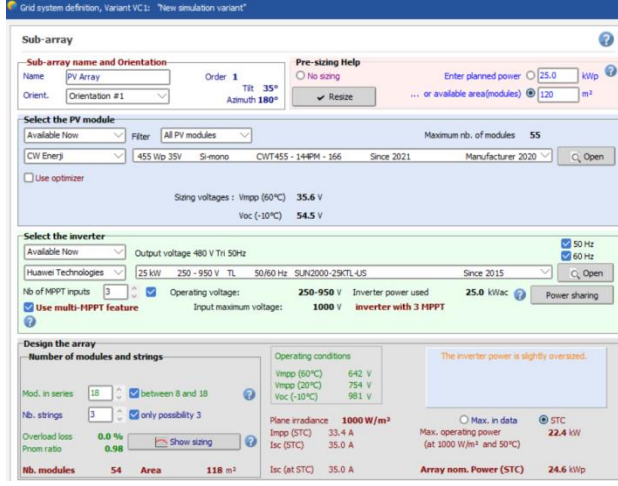 Grid system definition, Variant VC1: "New simulation variant"
Sub-array
Sub-array name and Orientation
Name PV Array Order 1
Tilt 35°
Orient. Orientation #1 Azimuth 180°
Pre-sizing Help
No sizing Enter planned power 25.0 kWp
Resize ... or available area(modules) 120 m²
Select the PV module
Available Now Filter All PV modules Maximum nb. of modules 55
CW Enerji 455 Wp 35V Si-mono CWT455 - 144PM - 166 Since 2021 Manufacturer 2020 Open
Use optimizer
Sizing voltages : Vmpp (60°C) 35.6 V
Voc (-10°C) 54.5 V
Select the inverter
Available Now Output voltage 480 V Tri 50Hz
50 Hz
60 Hz
Huawei Technologies 25 kW 250 - 950 V TL 50/60 Hz SUN2000-25KTL-US Since 2015 Open
Nb of MPPT inputs 3 Operating voltage: 250-950 V Inverter power used 25.0 kWac Power sharing
Use multi-MPPT feature Input maximum voltage: 1000 V inverter with 3 MPPT
Design the array
Number of modules and strings
Mod. in series 18 between 8 and 18
Nb. strings 3 only possibility 3
Overload loss 0.0 %
Pnom ratio 0.98
Show sizing
Nb. modules 54 Area 118 m²
Operating conditions
Vmpp (60°C) 642 V
Vmpp (20°C) 754 V
Voc (-10°C) 981 V
Plane irradiance 1000 W/m²
Impp (STC) 33.4 A
Isc (STC) 35.0 A
Isc (at STC) 35.0 A
The inverter power is slightly oversized.
Max. in data STC
Max. operating power 22.4 kW
(at 1000 W/m² and 50°C)
Array nom. Power (STC) 24.6 kWp